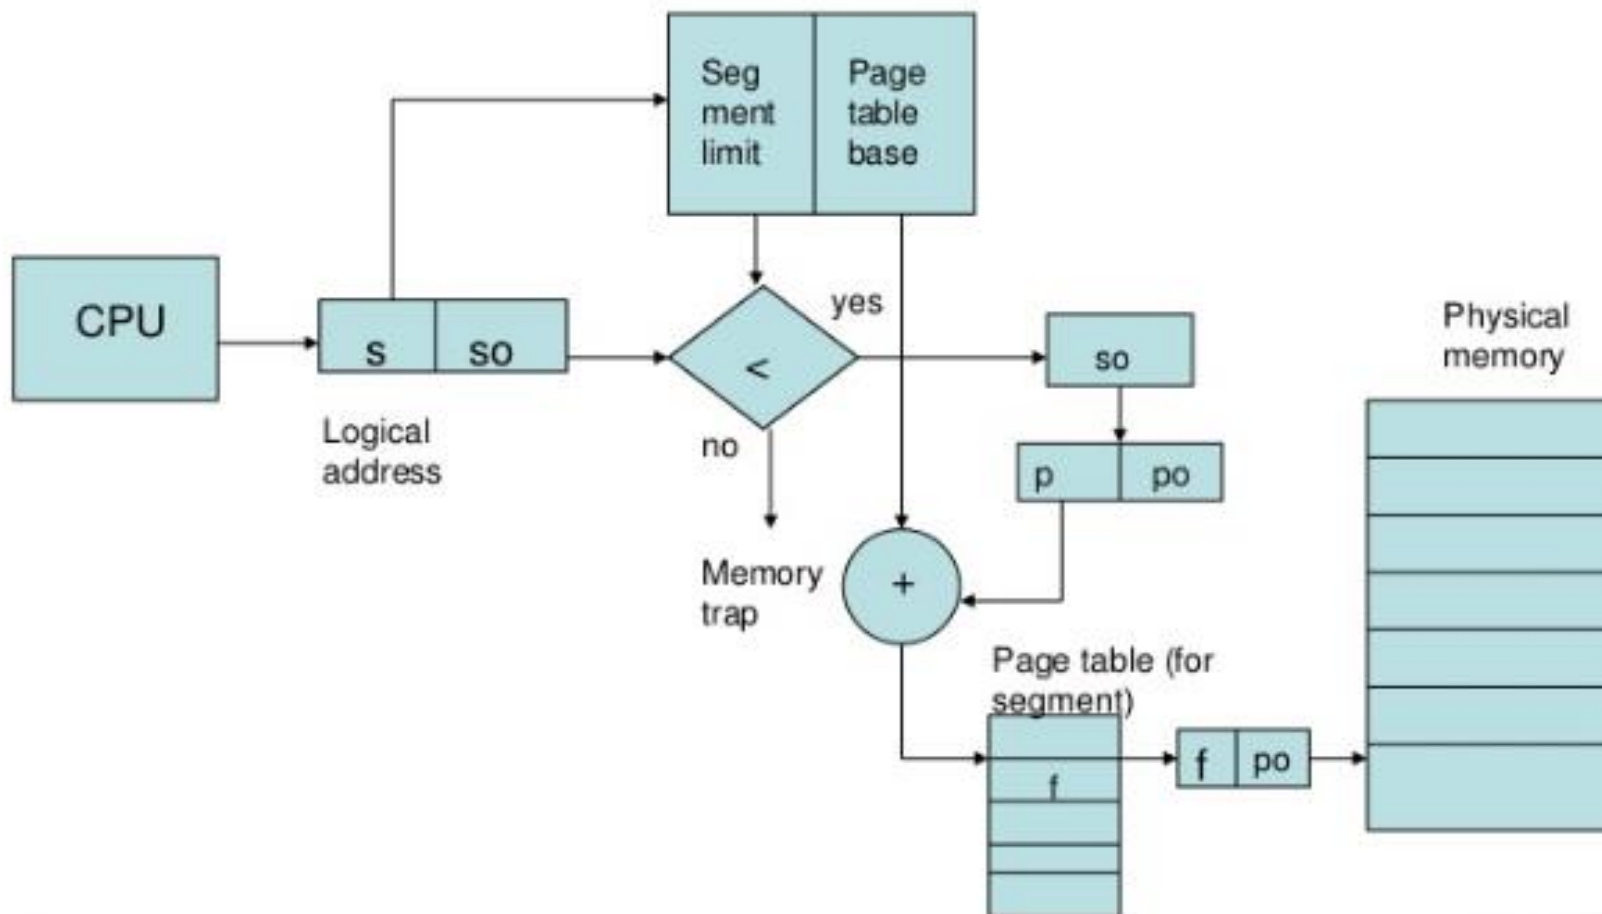 Seg
ment
limit
Page
table
base
CPU
s
so
Logical
address
<
yes
no
Memory
trap
so
p
po
+
Page table (for
segment)
f
f
po
Physical
memory